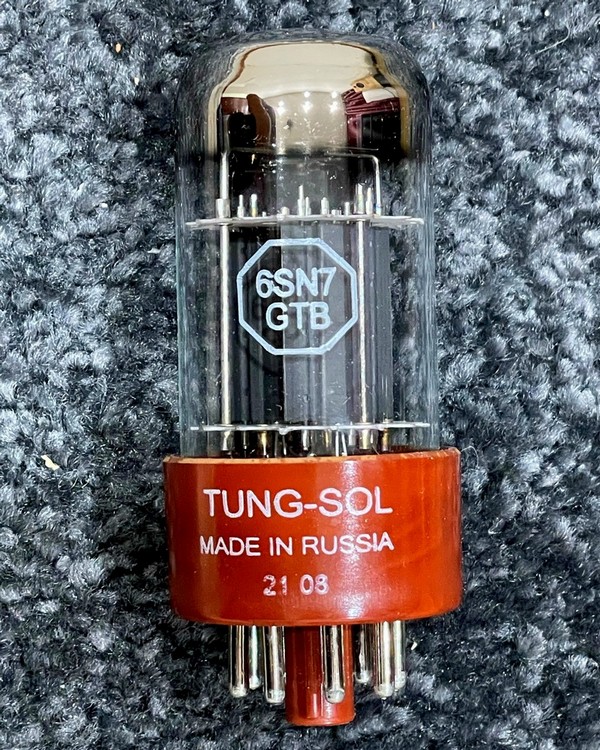 6SN7
GTB
TUNG-SOL
MADE IN RUSSIA
21 08